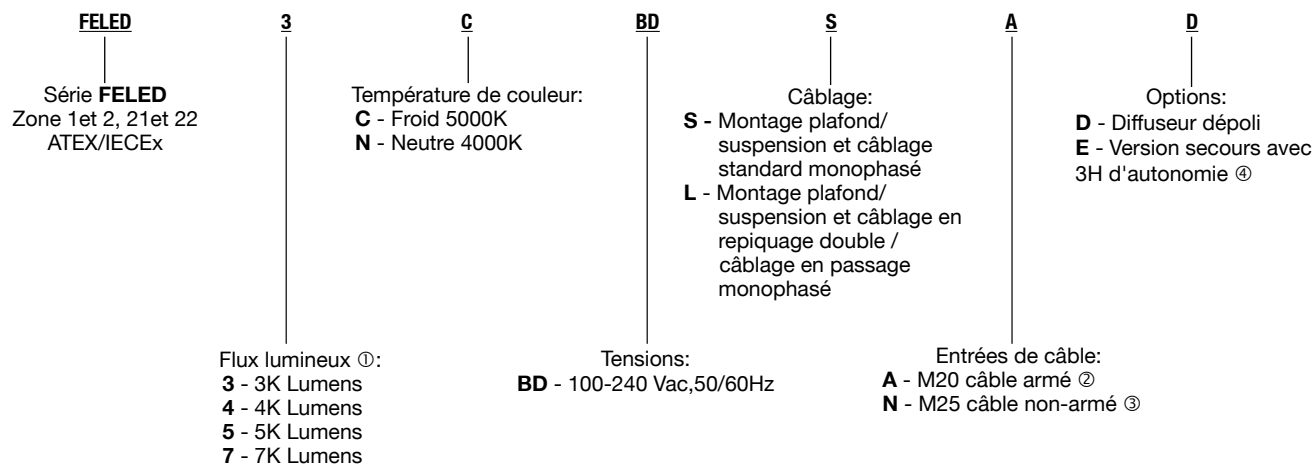 FELED 3 C BD S A D
Série FELED
Zone 1et 2, 21et 22
ATEX/IECEx
Température de couleur:
C - Froid 5000K
N - Neutre 4000K
Câblage:
S - Montage plafond/
suspension et câblage
standard monophasé
L - Montage plafond/
suspension et câblage en
repiquage double /
câblage en passage
monophasé
Options:
D - Diffuseur dépoli
E - Version secours avec
3H d'autonomie ④
Flux lumineux ①:
3 - 3K Lumens
4 - 4K Lumens
5 - 5K Lumens
7 - 7K Lumens
Tensions:
BD - 100-240 Vac,50/60Hz
Entrées de câble:
A - M20 câble armé ②
N - M25 câble non-armé ③